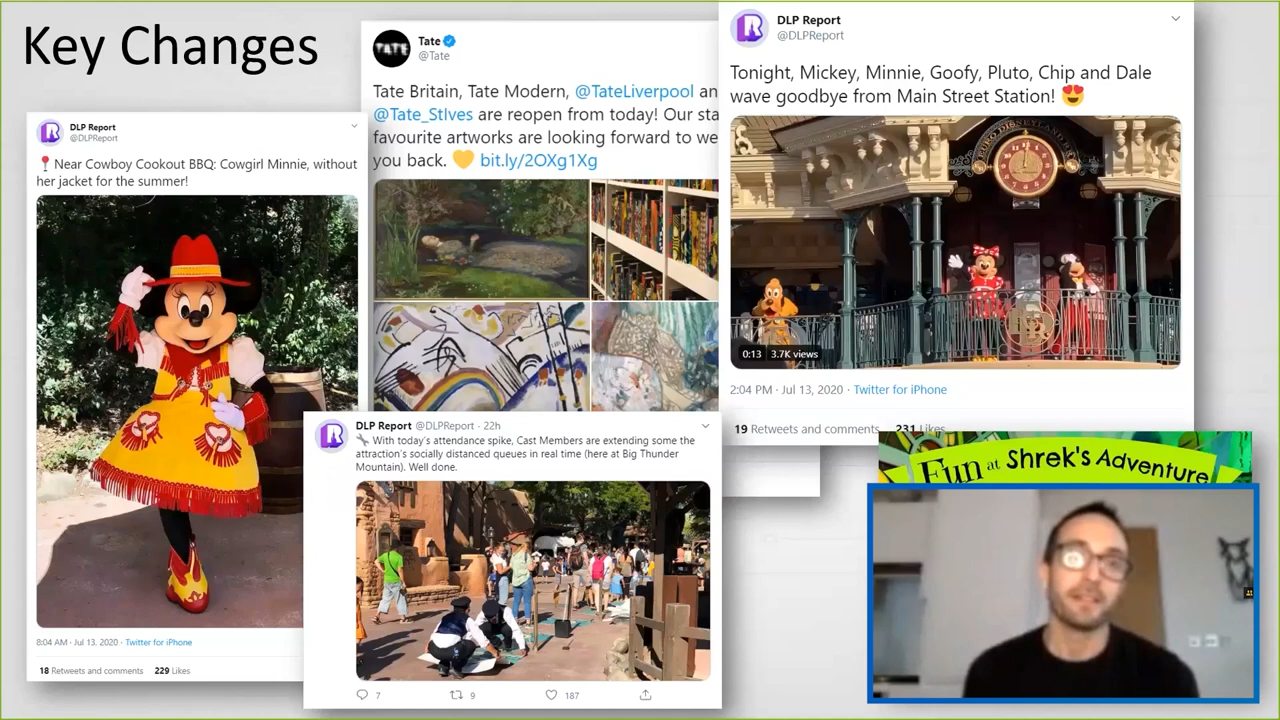 Key Changes
DLP Report
@DLPReport
📍Near Cowboy Cookout BBQ: Cowgirl Minnie, without
her jacket for the summer!
8:04 AM · Jul 13, 2020 · Twitter for iPhone
18 Retweets and comments 229 Likes
TATE
Tate
@Tate
Tate Britain, Tate Modern, @TateLiverpool an
@Tate_StIves are reopen from today! Our sta
favourite artworks are looking forward to we
you back. 💛 bit.ly/2OXg1Xg
DLP Report @DLPReport · 22h
🔧 With today's attendance spike, Cast Members are extending some the
attraction's socially distanced queues in real time (here at Big Thunder
Mountain). Well done.
7 9 187
DLP Report
@DLPReport
Tonight, Mickey, Minnie, Goofy, Pluto, Chip and Dale
wave goodbye from Main Street Station! 😍
0:13 3.7K views
2:04 PM · Jul 13, 2020 · Twitter for iPhone
19 Retweets and comments 231 Likes
Fun at Shrek's Adventure